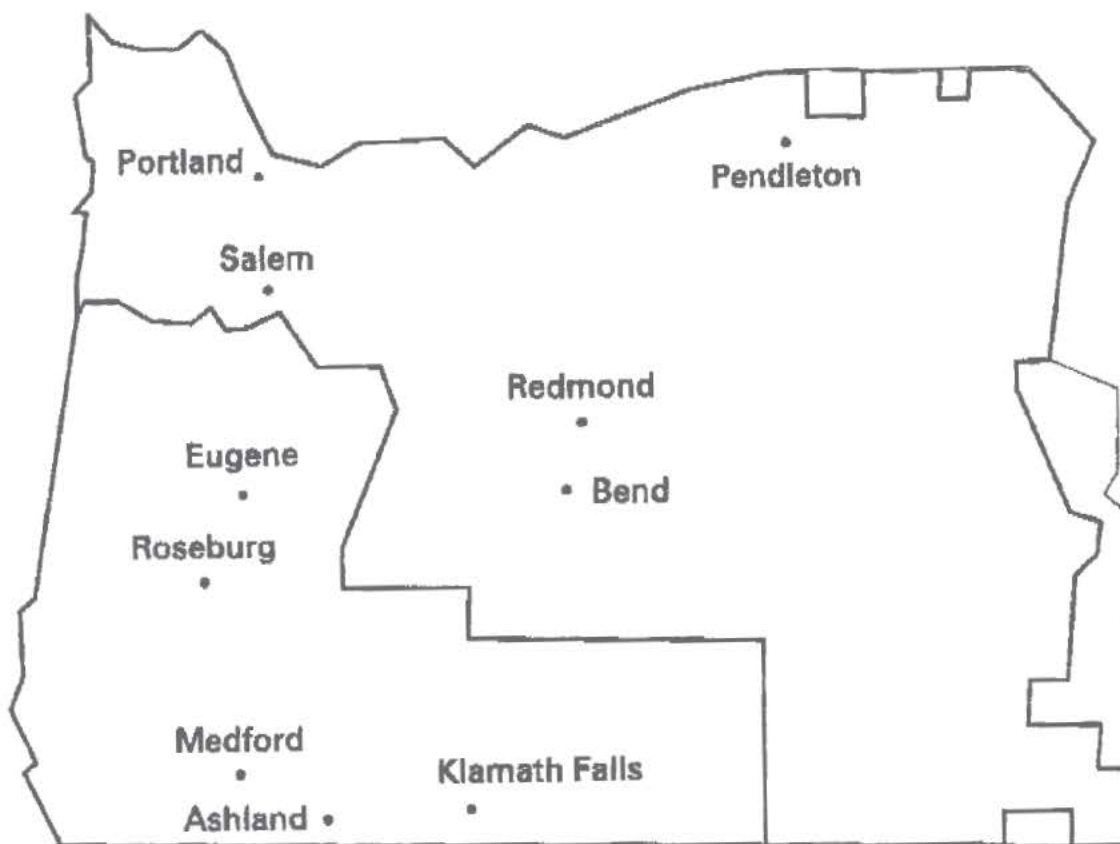 Portland
Pendleton
Salem
Redmond
Eugene
Bend
Roseburg
Medford
Klamath Falls
Ashland